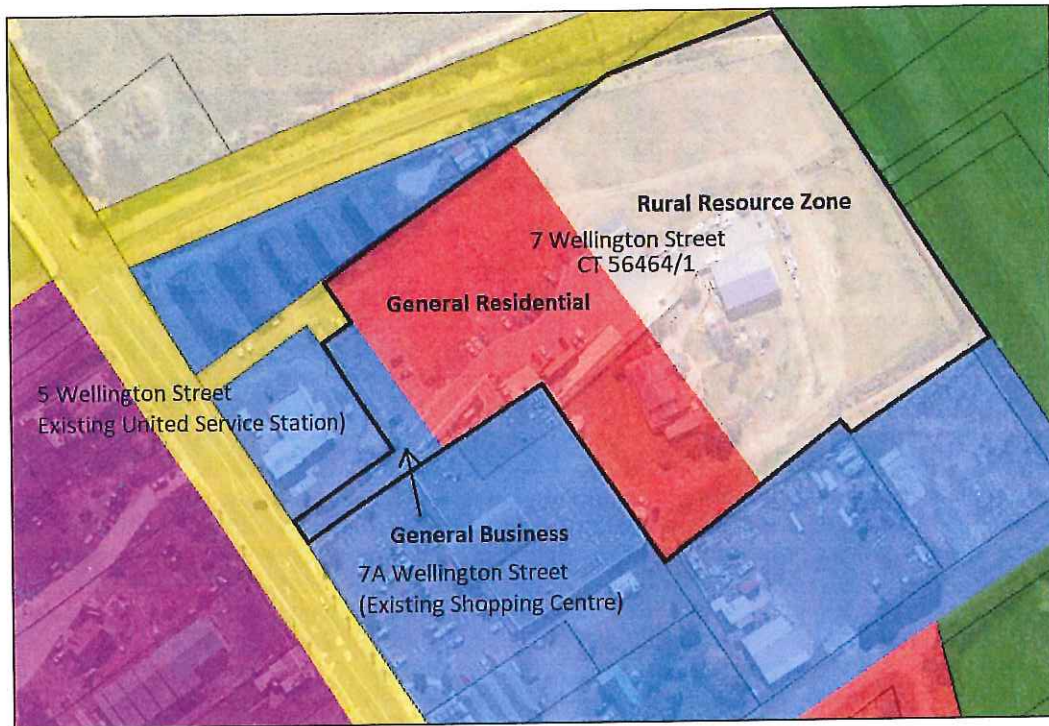 Rural Resource Zone
7 Wellington Street
CT 56464/1
General Residential
5 Wellington Street
Existing United Service Station)
General Business
7A Wellington Street
(Existing Shopping Centre)